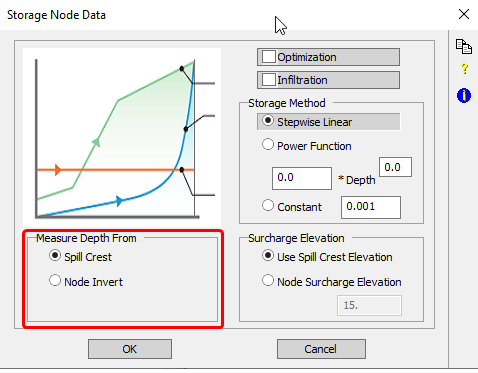 Storage Node Data
Optimization
Infiltration
Storage Method
Stepwise Linear
Power Function
0.0 * Depth 0.0
Constant 0.001
Measure Depth From
Spill Crest
Node Invert
Surcharge Elevation
Use Spill Crest Elevation
Node Surcharge Elevation
15.
OK
Cancel